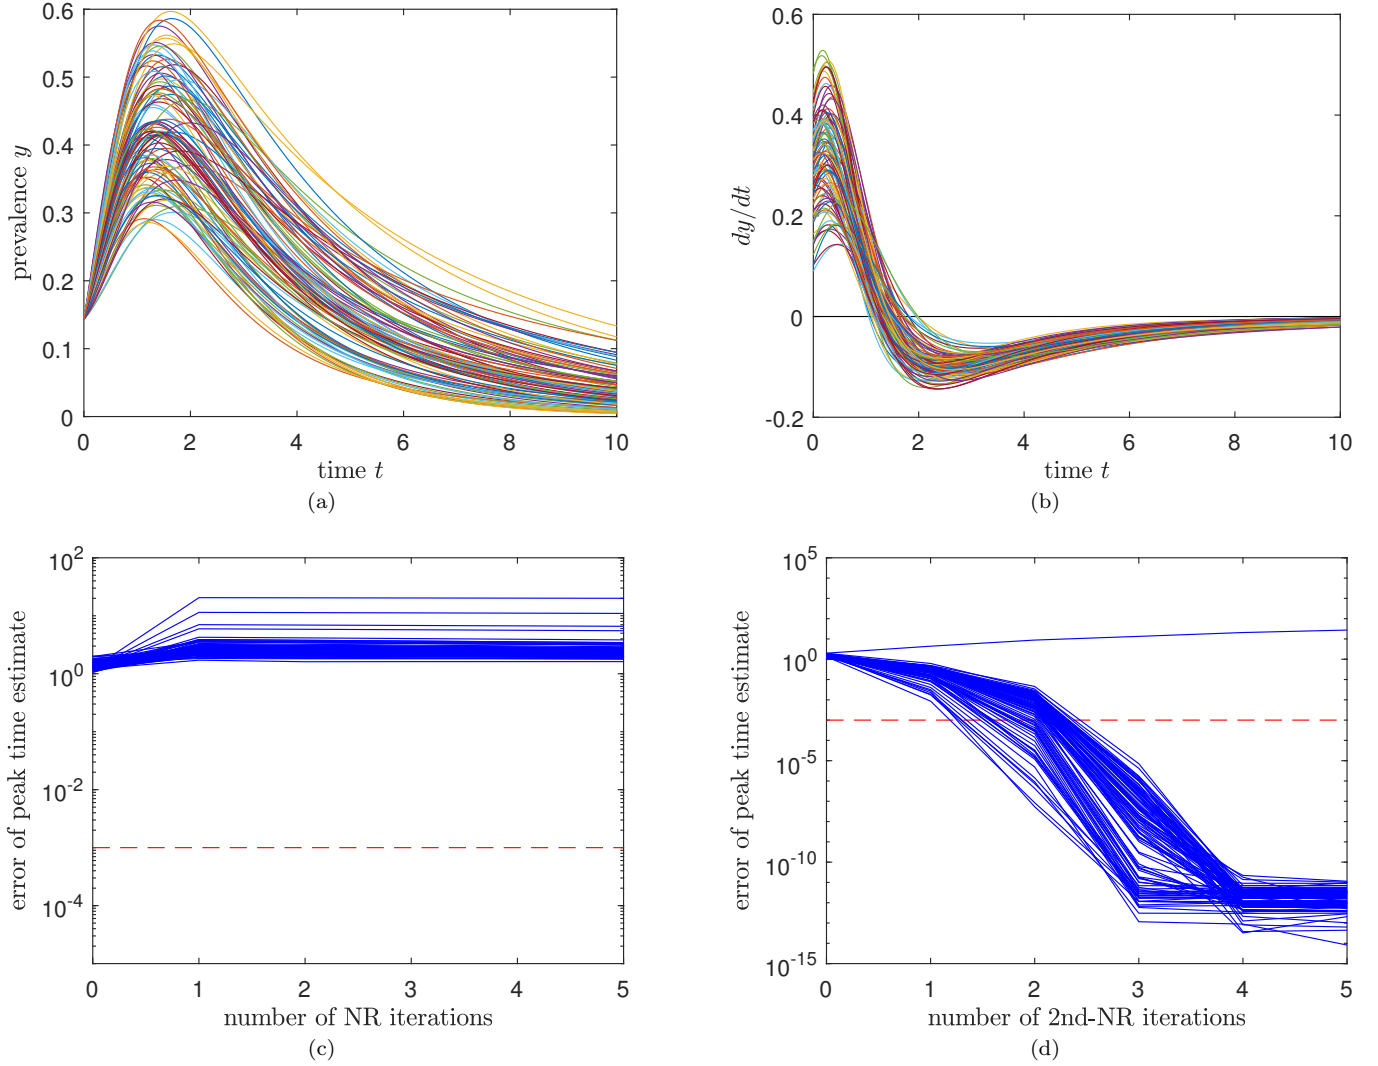 0.6
0.5
0.4
0.3
0.2
0.1
0
prevalence y
0 2 4 6 8 10
time t
(a)
0.6
0.4
0.2
0
-0.2
dy/dt
0 2 4 6 8 10
time t
(b)
10^2
10^0
10^-2
10^-4
error of peak time estimate
0 1 2 3 4 5
number of NR iterations
(c)
10^5
10^0
10^-5
10^-10
10^-15
error of peak time estimate
0 1 2 3 4 5
number of 2nd-NR iterations
(d)